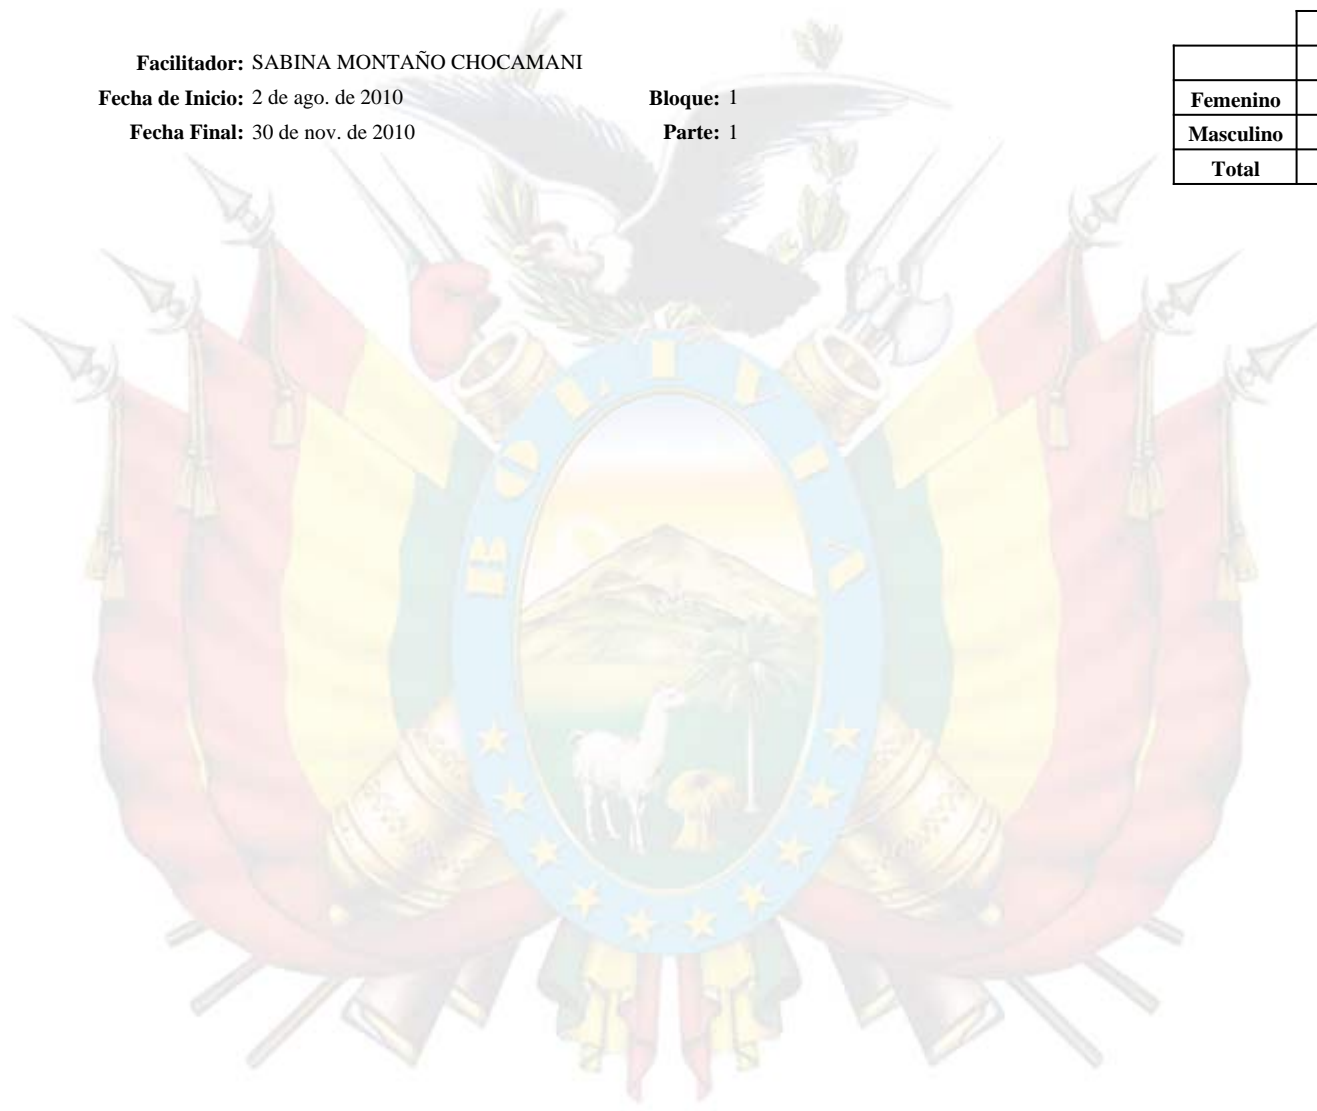 Facilitador: SABINA MONTAÑO CHOCAMANI
Fecha de Inicio: 2 de ago. de 2010 Bloque: 1
Fecha Final: 30 de nov. de 2010 Parte: 1
Femenino
Masculino
Total
BOLIVIA